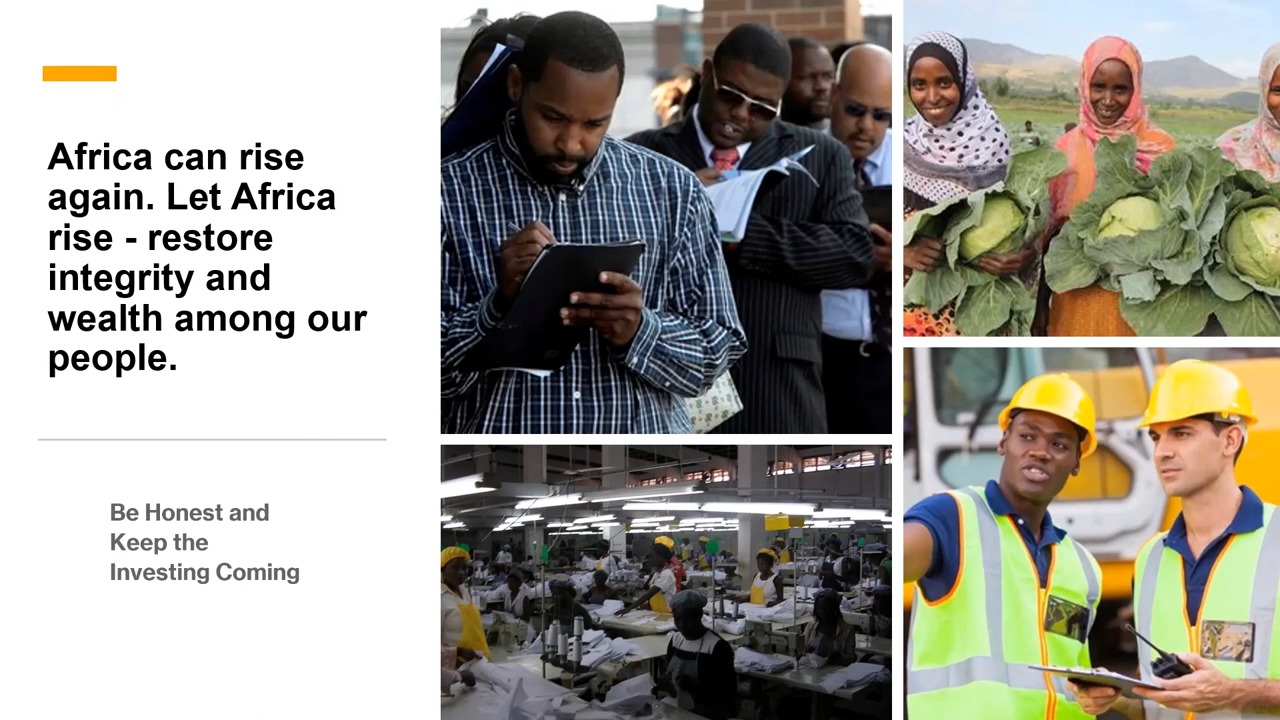 Africa can rise
again. Let Africa
rise - restore
integrity and
wealth among our
people.
Be Honest and
Keep the
Investing Coming